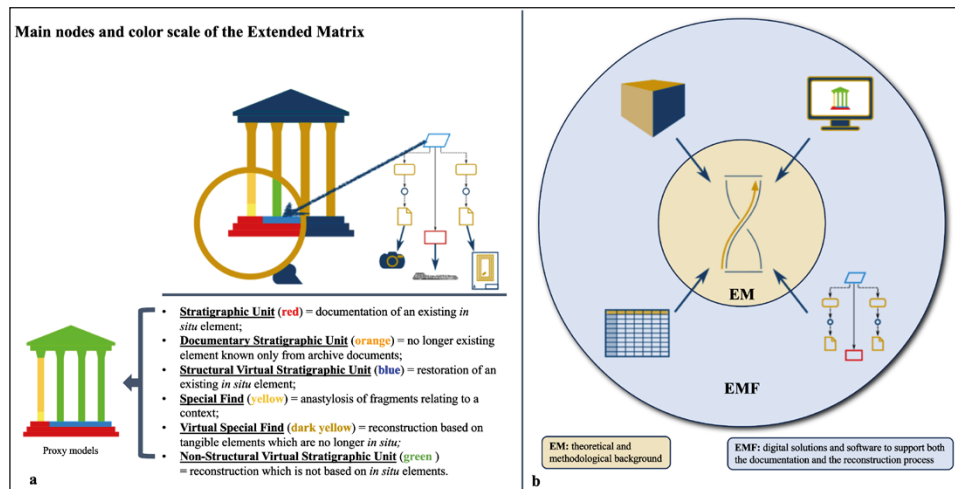 Main nodes and color scale of the Extended Matrix
• Stratigraphic Unit (red) = documentation of an existing in
situ element;
• Documentary Stratigraphic Unit (orange) = no longer existing
element known only from archive documents;
• Structural Virtual Stratigraphic Unit (blue) = restoration of an
existing in situ element;
• Special Find (yellow) = anastylosis of fragments relating to a
context;
• Virtual Special Find (dark yellow) = reconstruction based on
tangible elements which are no longer in situ;
• Non-Structural Virtual Stratigraphic Unit (green )
= reconstruction which is not based on in situ elements.
Proxy models
a
EM
EMF
EM: theoretical and
methodological background
EMF: digital solutions and software to support both
the documentation and the reconstruction process
b